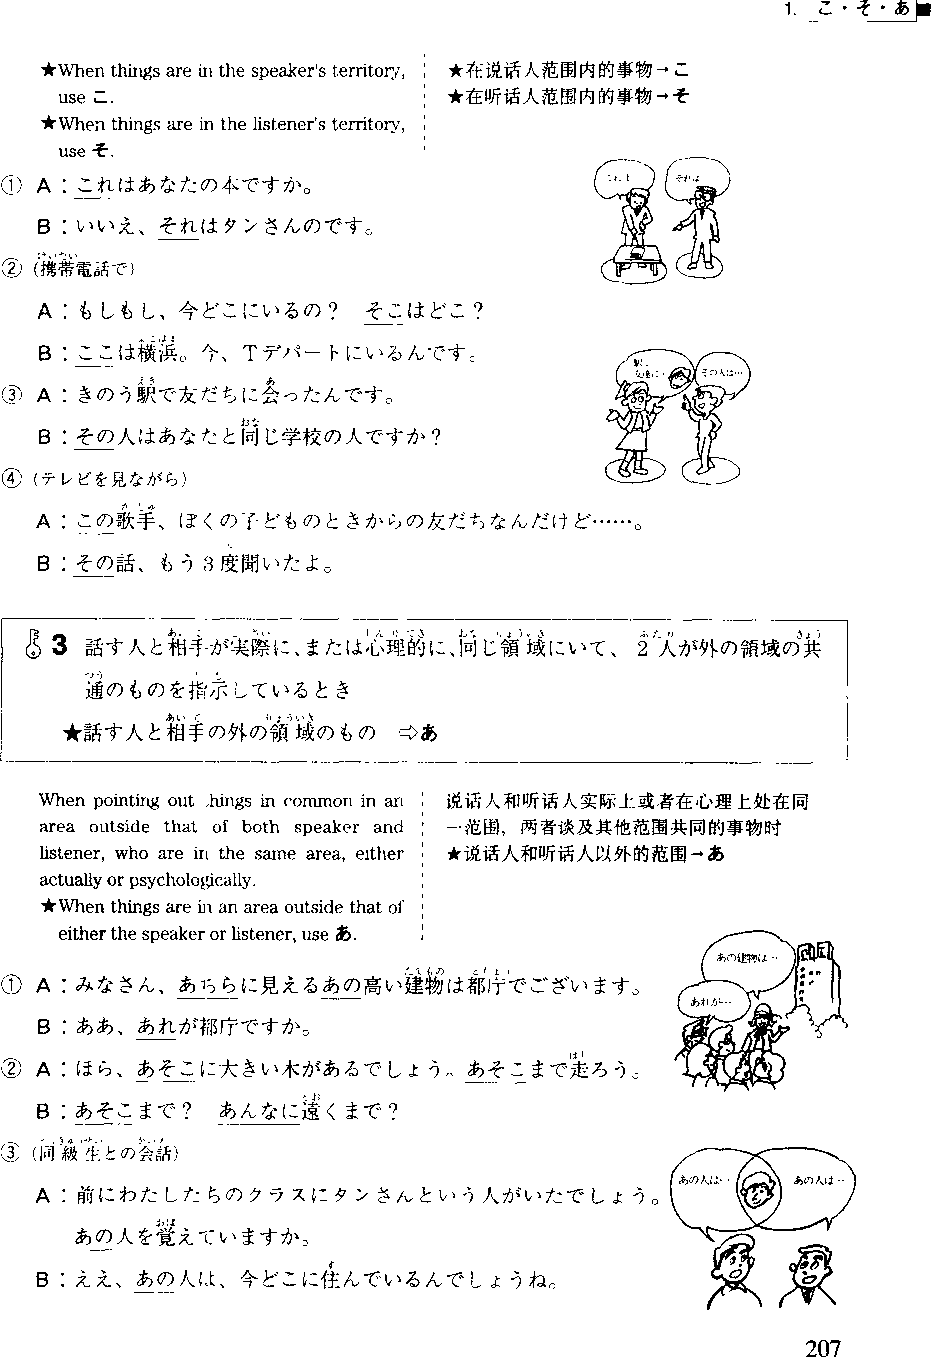 1. こ・そ・あ
★When things are in the speaker's territory,
use こ.
★When things are in the listener's territory,
use そ.
★在说话人范围内的事物→こ
★在听话人范围内的事物→そ
① A：これはあなたの本ですか。
B：いいえ、それはタンさんのです。
これは
それは
② (携帯電話で)
A：もしもし、今どこにいるの？　そこはどこ？
B：ここは横浜。今、Tデパートにいるんです。
③ A：きのう駅で友だちに会ったんです。
B：その人はあなたと同じ学校の人ですか？
駅で
友達に…
その人は…
④ (テレビを見ながら)
A：この歌手、ぼくの子どものときからの友だちなんだけど……。
B：その話、もう3度聞いたよ。
3 話す人と相手が実際に、または心理的に、同じ領域にいて、2人が外の領域の共
通のものを指示しているとき
★話す人と相手の外の領域のもの　⇨あ
When pointing out things in common in an
area outside that of both speaker and
listener, who are in the same area, either
actually or psychologically.
★When things are in an area outside that of
either the speaker or listener, use あ.
说话人和听话人实际上或者在心理上处在同
一范围，两者谈及其他范围共同的事物时
★说话人和听话人以外的范围→あ
① A：みなさん、あちらに見えるあの高い建物は都庁でございます。
B：ああ、あれが都庁ですか。
あの建物は…
あれが…
② A：ほら、あそこに大きい木があるでしょう。あそこまで走ろう。
B：あそこまで？　あんなに遠くまで？
③ (同級生との会話)
A：前にわたしたちのクラスにタンさんという人がいたでしょう。
あの人を覚えていますか。
B：ええ、あの人は、今どこに住んでいるんでしょうね。
あの人は…
あの人は…
207